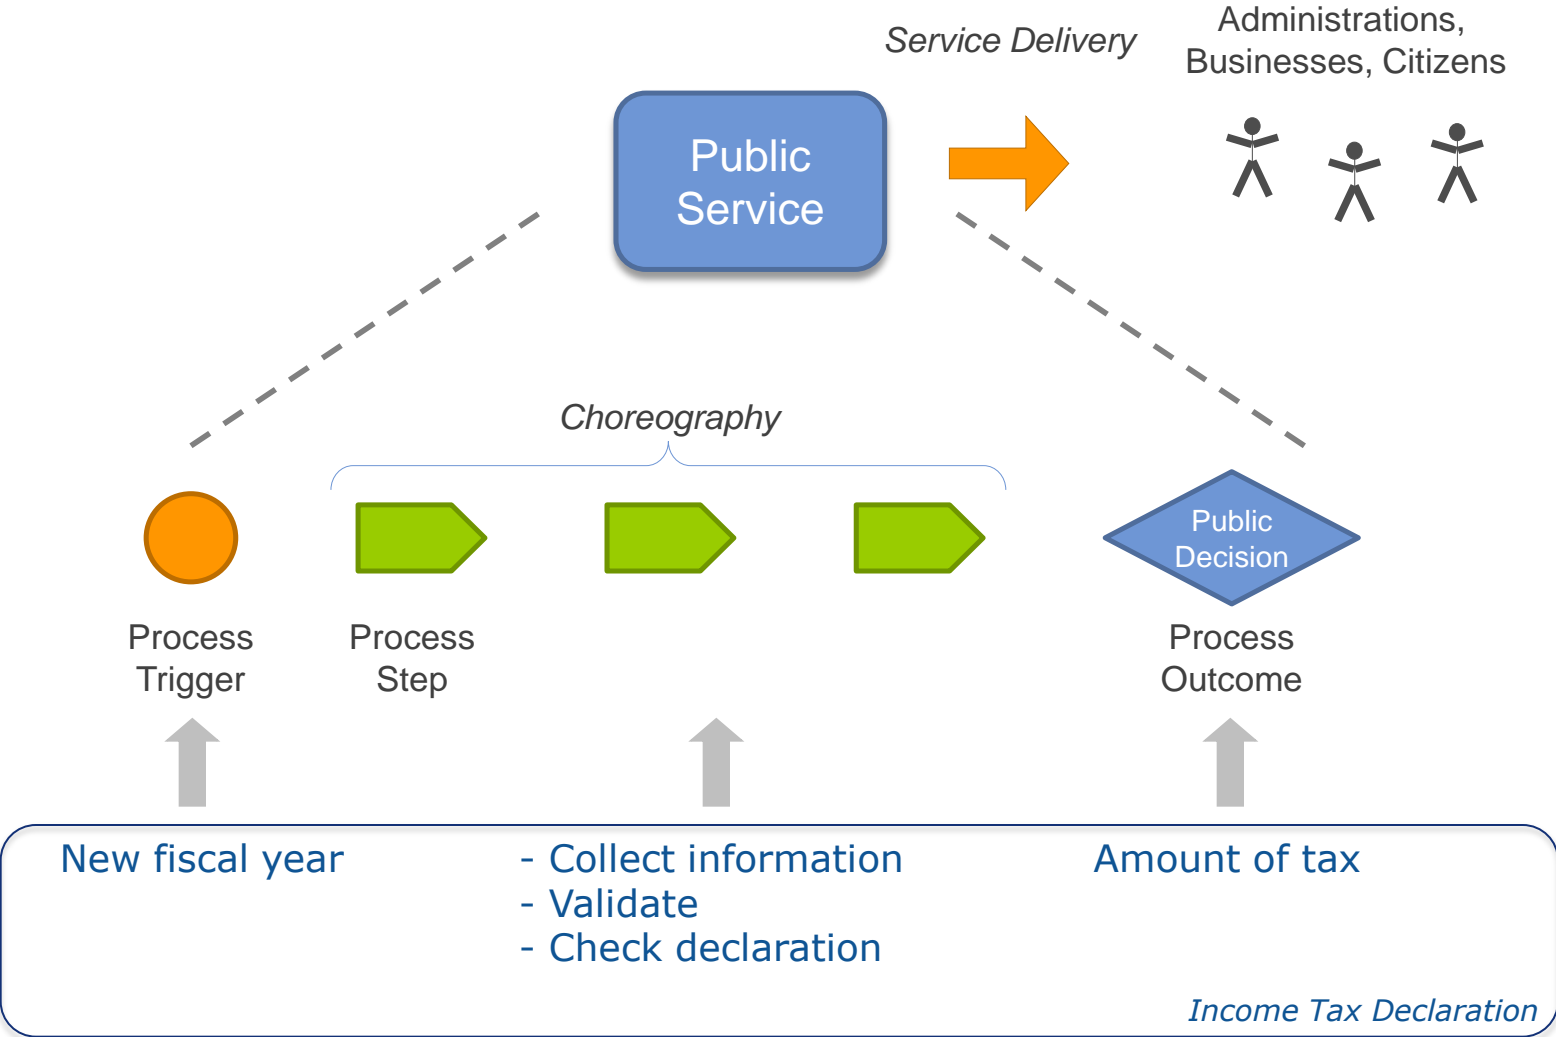 Service Delivery
Administrations,
Businesses, Citizens
Public
Service
Choreography
Public
Decision
Process
Trigger
Process
Step
Process
Outcome
New fiscal year
- Collect information
- Validate
- Check declaration
Amount of tax
Income Tax Declaration